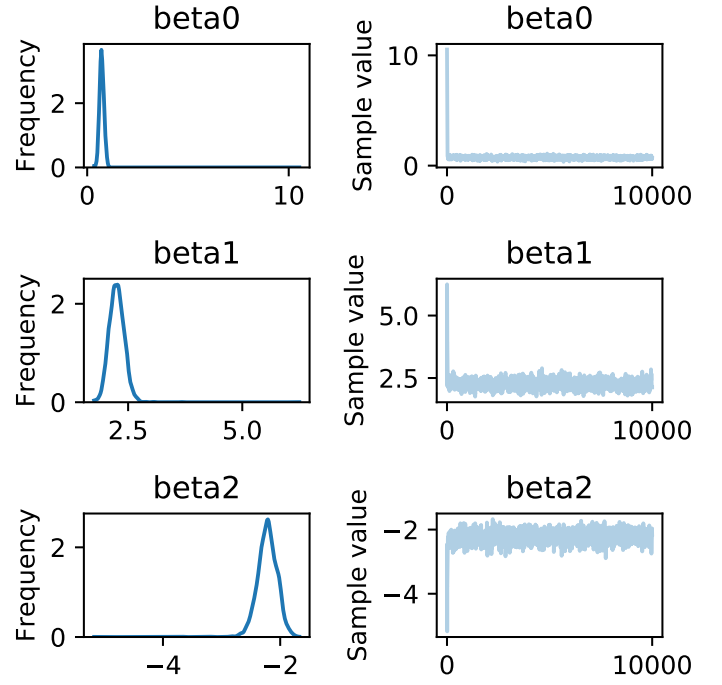 beta0
beta0
Frequency
2
0
0
10
Sample value
10
0
0
10000
beta1
beta1
Frequency
2
0
2.5
5.0
Sample value
5.0
2.5
0
10000
beta2
beta2
Frequency
2
0
−4
−2
Sample value
−2
−4
0
10000